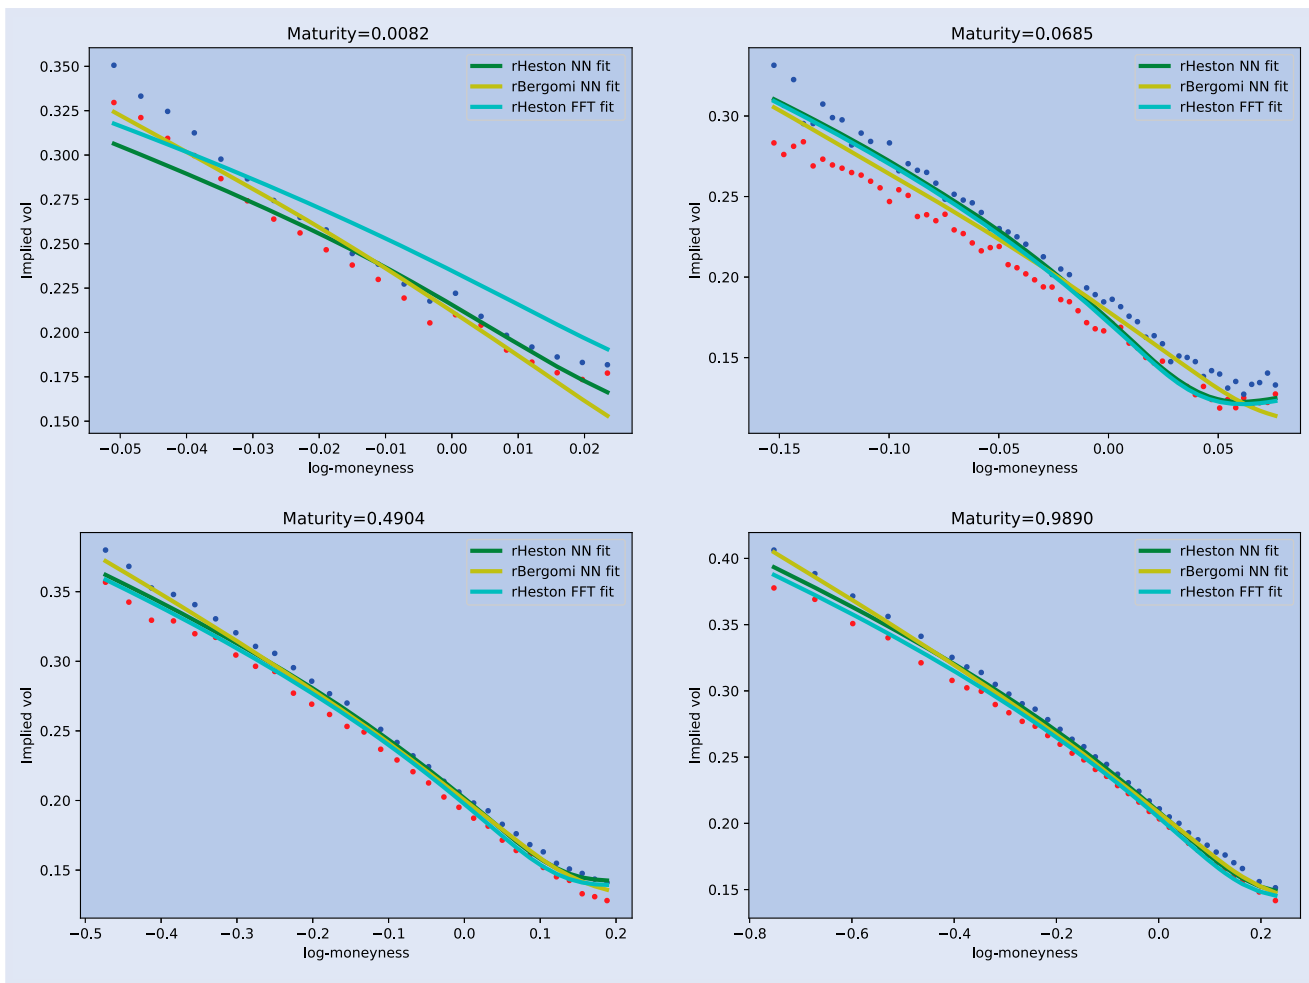 Maturity=0.0082
rHeston NN fit
rBergomi NN fit
rHeston FFT fit
Implied vol
0.350
0.325
0.300
0.275
0.250
0.225
0.200
0.175
0.150
−0.05 −0.04 −0.03 −0.02 −0.01 0.00 0.01 0.02
log-moneyness
Maturity=0.0685
rHeston NN fit
rBergomi NN fit
rHeston FFT fit
Implied vol
0.30
0.25
0.20
0.15
−0.15 −0.10 −0.05 0.00 0.05
log-moneyness
Maturity=0.4904
rHeston NN fit
rBergomi NN fit
rHeston FFT fit
Implied vol
0.35
0.30
0.25
0.20
0.15
−0.5 −0.4 −0.3 −0.2 −0.1 0.0 0.1 0.2
log-moneyness
Maturity=0.9890
rHeston NN fit
rBergomi NN fit
rHeston FFT fit
Implied vol
0.40
0.35
0.30
0.25
0.20
0.15
−0.8 −0.6 −0.4 −0.2 0.0 0.2
log-moneyness